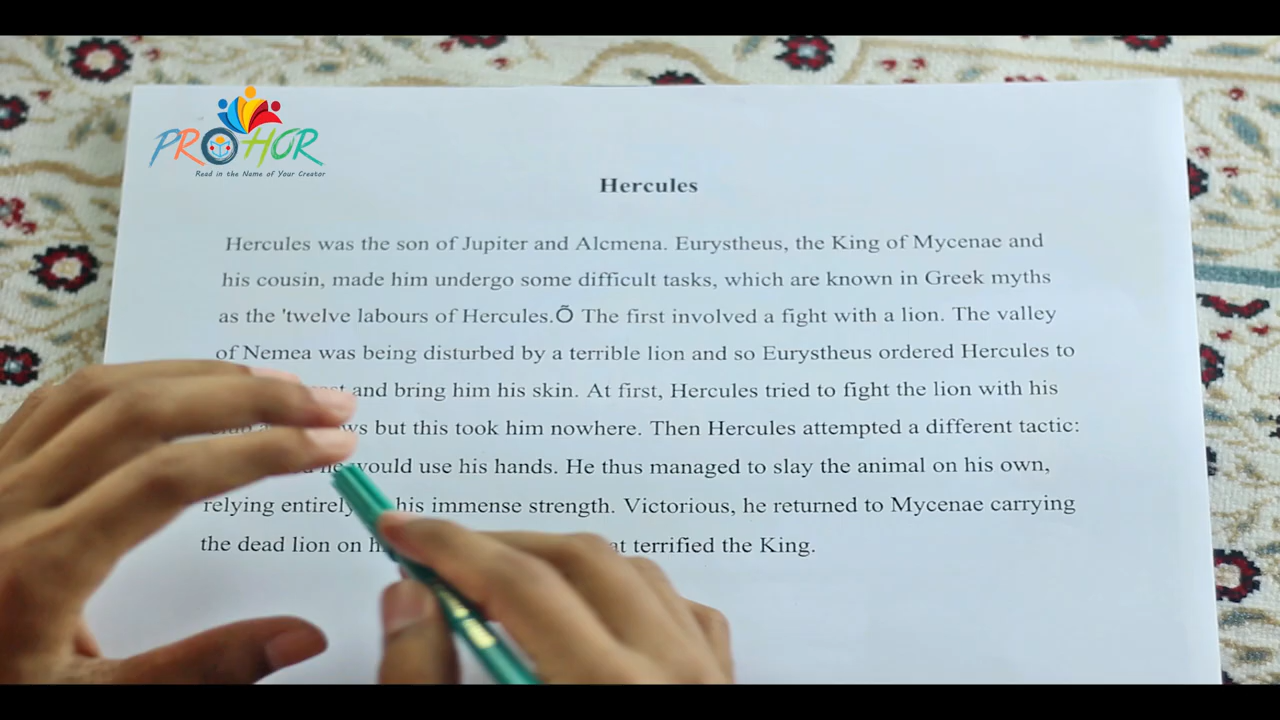 PROHOR
Read in the Name of Your Creator
Hercules
Hercules was the son of Jupiter and Alcmena. Eurystheus, the King of Mycenae and
his cousin, made him undergo some difficult tasks, which are known in Greek myths
as the 'twelve labours of Hercules.Õ The first involved a fight with a lion. The valley
of Nemea was being disturbed by a terrible lion and so Eurystheus ordered Hercules to
and bring him his skin. At first, Hercules tried to fight the lion with his
but this took him nowhere. Then Hercules attempted a different tactic:
he would use his hands. He thus managed to slay the animal on his own,
relying entirely his immense strength. Victorious, he returned to Mycenae carrying
the dead lion on terrified the King.